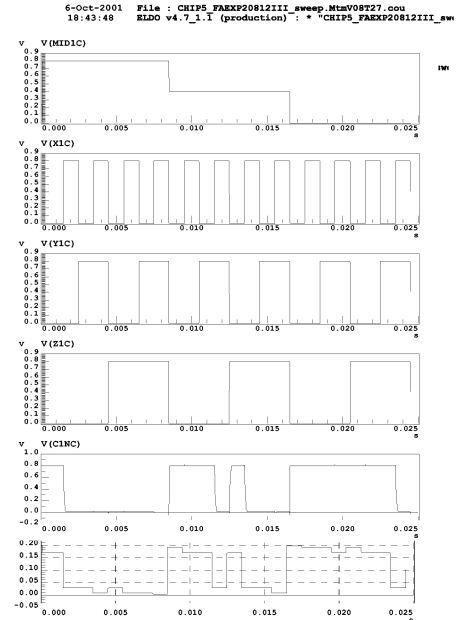 6-Oct-2001 File : CHIP5_FAEXP20812III_sweep.MtmV08T27.cou
18:43:48 ELDO v4.7_1.1 (production) : * "CHIP5_FAEXP20812III_swe
V V(MID1C)
0.9
0.8
0.7
0.6
0.5
0.4
0.3
0.2
0.1
0.0
0.000 0.005 0.010 0.015 0.020 0.025
s
V V(X1C)
0.9
0.8
0.7
0.6
0.5
0.4
0.3
0.2
0.1
0.0
0.000 0.005 0.010 0.015 0.020 0.025
s
V V(Y1C)
0.9
0.8
0.7
0.6
0.5
0.4
0.3
0.2
0.1
0.0
0.000 0.005 0.010 0.015 0.020 0.025
s
V V(Z1C)
0.9
0.8
0.7
0.6
0.5
0.4
0.3
0.2
0.1
0.0
0.000 0.005 0.010 0.015 0.020 0.025
s
V V(C1NC)
1.0
0.8
0.6
0.4
0.2
0.0
-0.2
0.000 0.005 0.010 0.015 0.020 0.025
s
0.20
0.15
0.10
0.05
0.00
-0.05
0.000 0.005 0.010 0.015 0.020 0.025